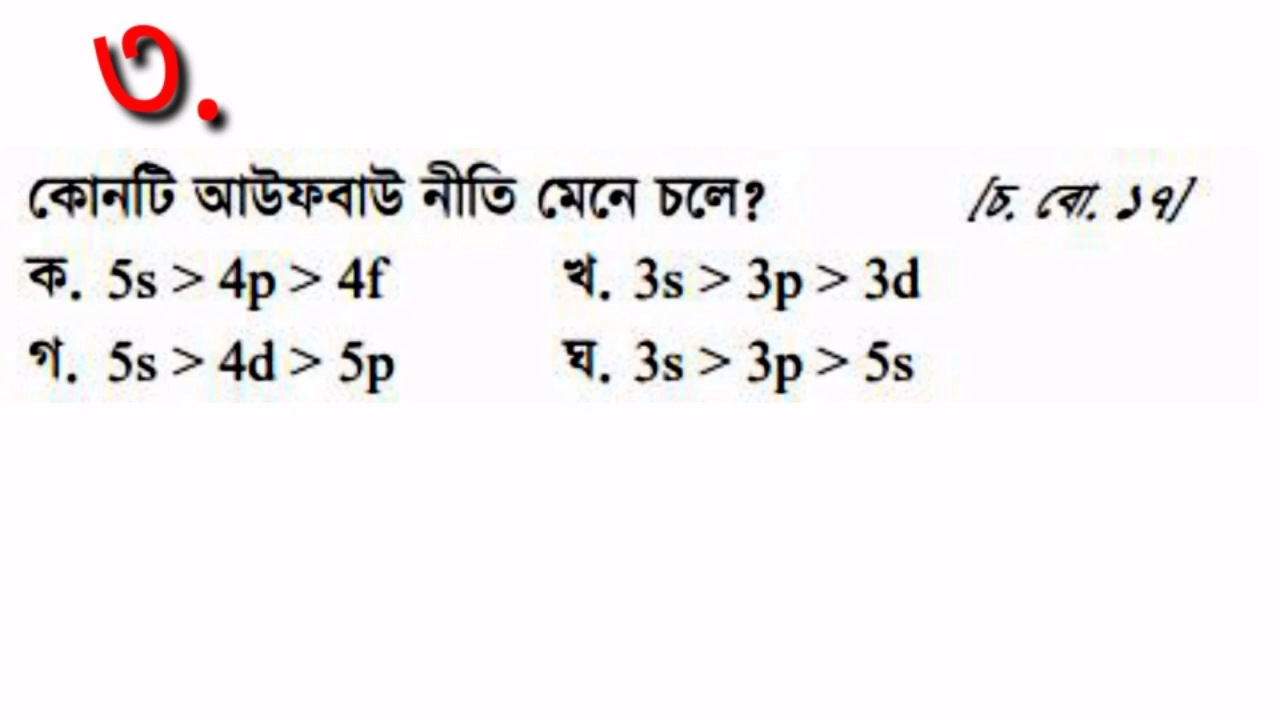 ৩.
কোনটি আউফবাউ নীতি মেনে চলে? [চ. বো. ১৭]
ক. 5s > 4p > 4f খ. 3s > 3p > 3d
গ. 5s > 4d > 5p ঘ. 3s > 3p > 5s